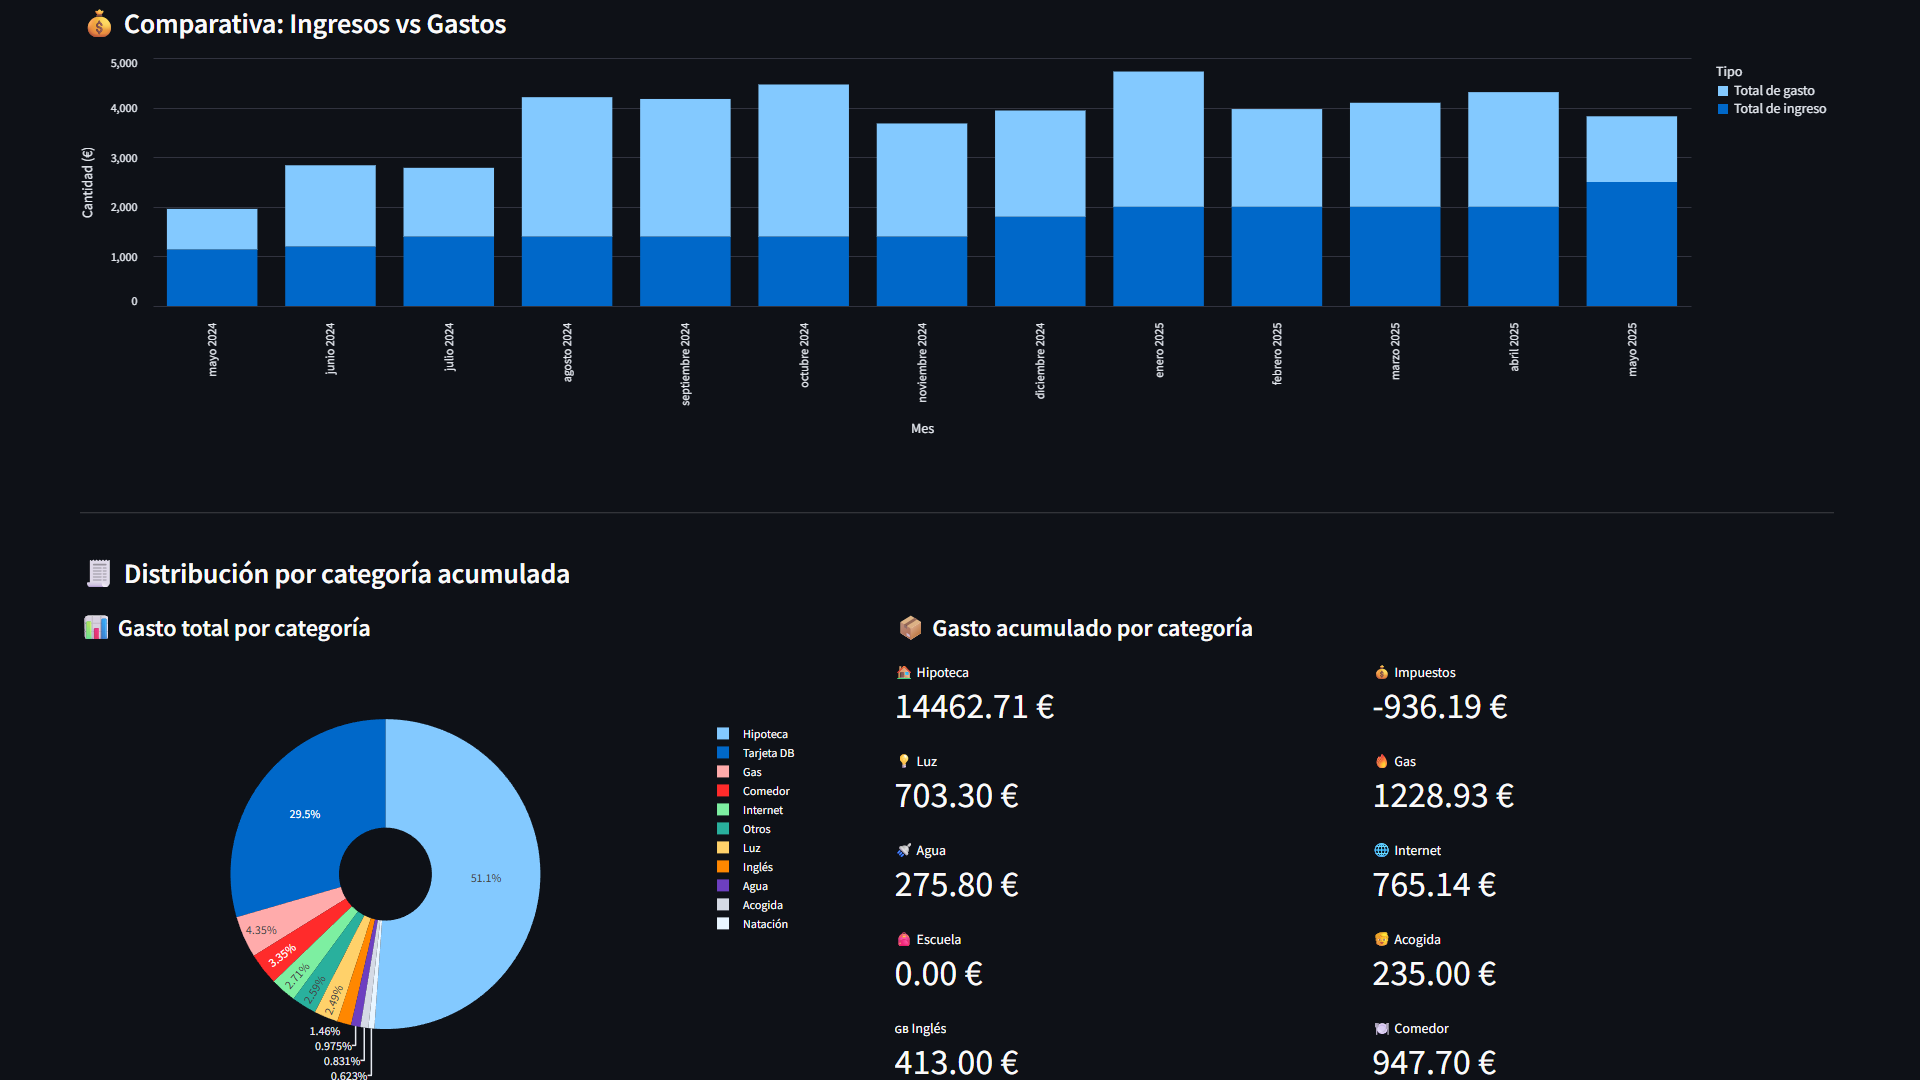 Comparativa: Ingresos vs Gastos
5,000
4,000
3,000
2,000
1,000
0
Cantidad (€)
mayo 2024
junio 2024
julio 2024
agosto 2024
septiembre 2024
octubre 2024
noviembre 2024
diciembre 2024
enero 2025
febrero 2025
marzo 2025
abril 2025
mayo 2025
Mes
Tipo
Total de gasto
Total de ingreso
Distribución por categoría acumulada
Gasto total por categoría
29.5%
51.1%
4.35%
3.35%
2.71%
2.59%
2.49%
1.46%
0.975%
0.831%
0.623%
Hipoteca
Tarjeta DB
Gas
Comedor
Internet
Otros
Luz
Inglés
Agua
Acogida
Natación
Gasto acumulado por categoría
Hipoteca
14462.71 €
Impuestos
-936.19 €
Luz
703.30 €
Gas
1228.93 €
Agua
275.80 €
Internet
765.14 €
Escuela
0.00 €
Acogida
235.00 €
GB Inglés
413.00 €
Comedor
947.70 €